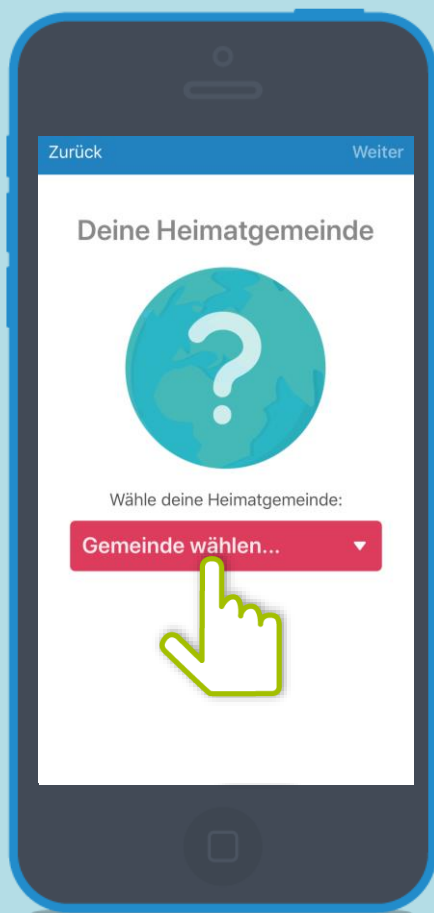 Zurück Weiter
Deine Heimatgemeinde
?
Wähle deine Heimatgemeinde:
Gemeinde wählen...